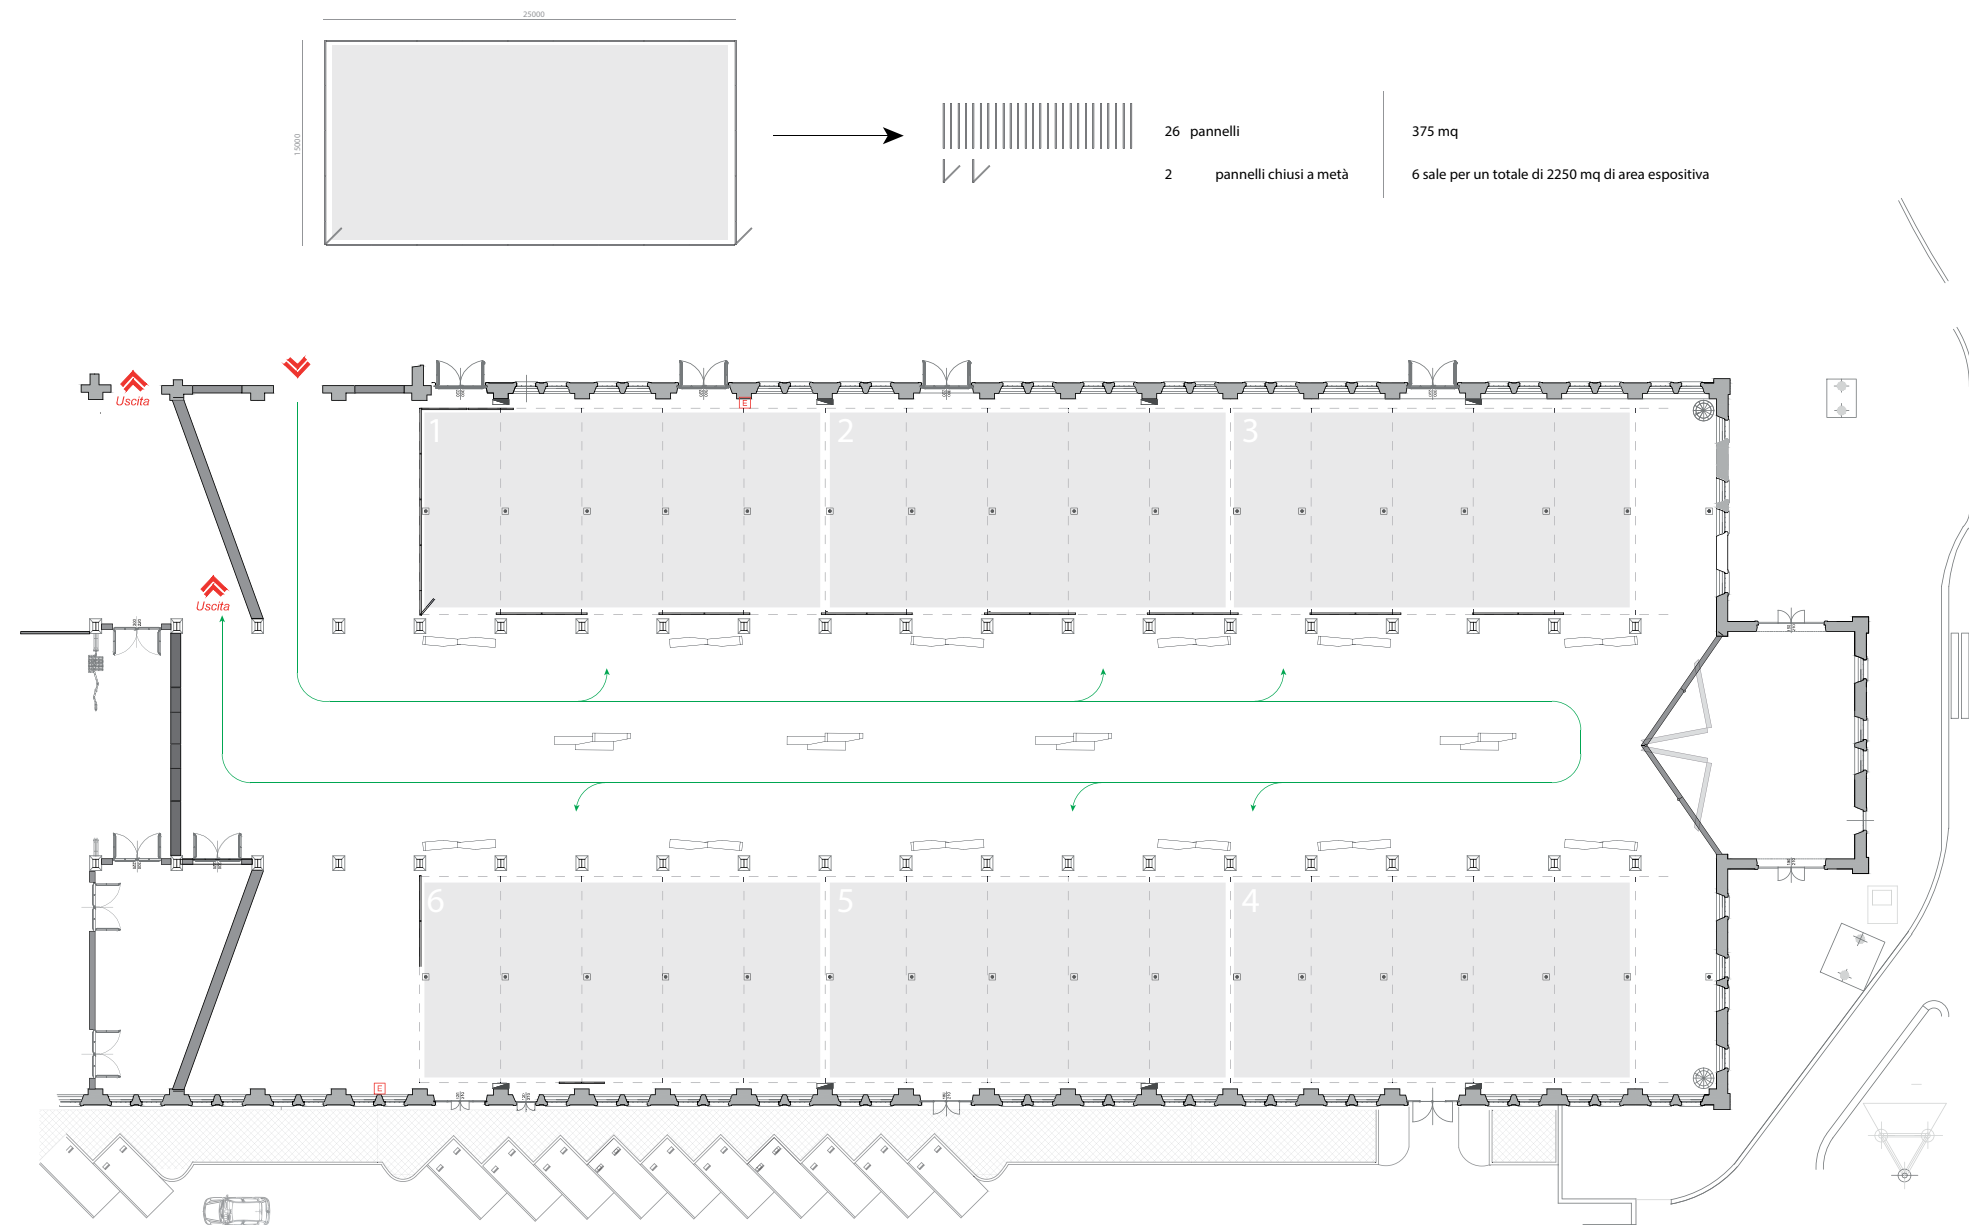 25000
15000
26 pannelli
375 mq
2 pannelli chiusi a metà
6 sale per un totale di 2250 mq di area espositiva
Uscita
1
2
3
E
Uscita
6
5
4
E